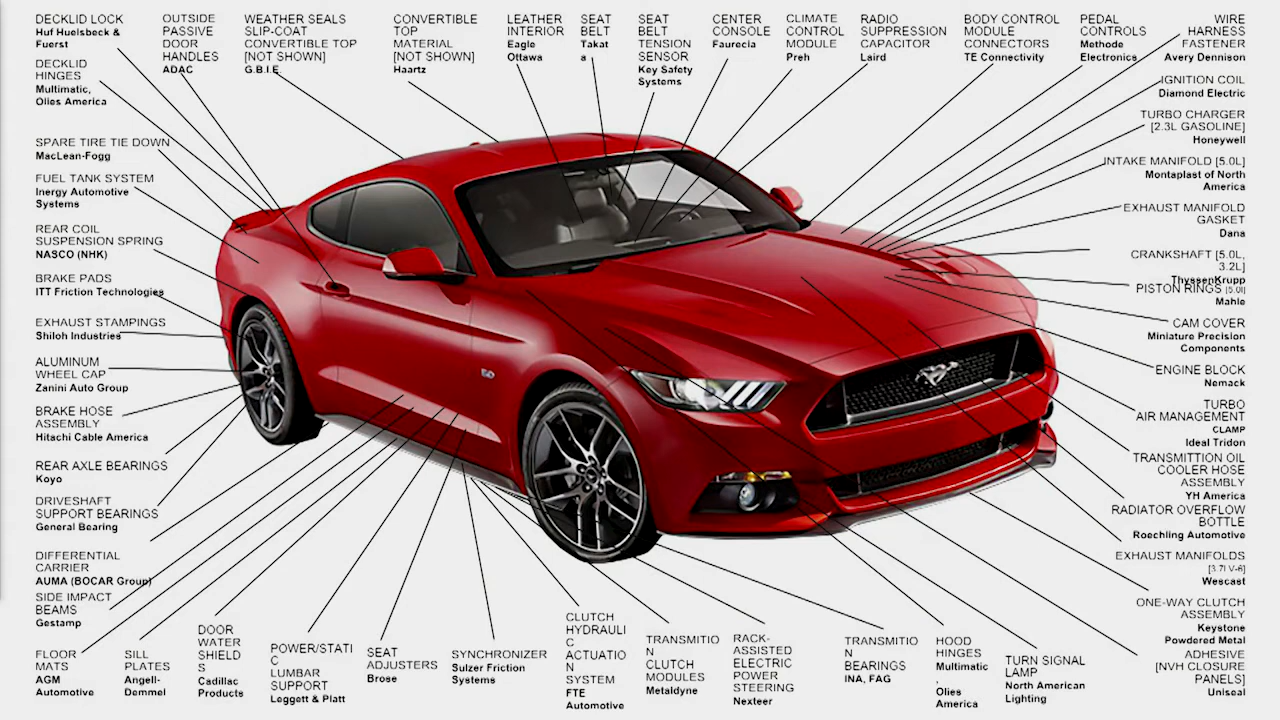 DECKLID LOCK
Huf Huelsbeck &
Fuerst
OUTSIDE
PASSIVE
DOOR
HANDLES
ADAC
WEATHER SEALS
SLIP-COAT
CONVERTIBLE TOP
[NOT SHOWN]
G.B.I.E.
CONVERTIBLE
TOP
MATERIAL
[NOT SHOWN]
Haartz
LEATHER
INTERIOR
Eagle
Ottawa
SEAT
BELT
Takat
a
SEAT
BELT
TENSION
SENSOR
Key Safety
Systems
CENTER
CONSOLE
Faurecia
CLIMATE
CONTROL
MODULE
Preh
RADIO
SUPPRESSION
CAPACITOR
Laird
BODY CONTROL
MODULE
CONNECTORS
TE Connectivity
PEDAL
CONTROLS
Methode
Electronics
WIRE
HARNESS
FASTENER
Avery Dennison
DECKLID
HINGES
Multimatic,
Olies America
SPARE TIRE TIE DOWN
MacLean-Fogg
FUEL TANK SYSTEM
Inergy Automotive
Systems
REAR COIL
SUSPENSION SPRING
NASCO (NHK)
BRAKE PADS
ITT Friction Technologies
EXHAUST STAMPINGS
Shiloh Industries
ALUMINUM
WHEEL CAP
Zanini Auto Group
BRAKE HOSE
ASSEMBLY
Hitachi Cable America
REAR AXLE BEARINGS
Koyo
DRIVESHAFT
SUPPORT BEARINGS
General Bearing
DIFFERENTIAL
CARRIER
AUMA (BOCAR Group)
SIDE IMPACT
BEAMS
Gestamp
IGNITION COIL
Diamond Electric
TURBO CHARGER
[2.3L GASOLINE]
Honeywell
INTAKE MANIFOLD [5.0L]
Montaplast of North
America
EXHAUST MANIFOLD
GASKET
Dana
CRANKSHAFT [5.0L,
3.2L]
ThyssenKrupp
PISTON RINGS [5.0l]
Mahle
CAM COVER
Miniature Precision
Components
ENGINE BLOCK
Nemack
TURBO
AIR MANAGEMENT
CLAMP
Ideal Tridon
TRANSMITTION OIL
COOLER HOSE
ASSEMBLY
YH America
RADIATOR OVERFLOW
BOTTLE
Roechling Automotive
EXHAUST MANIFOLDS
[3.7l V-6]
Wescast
ONE-WAY CLUTCH
ASSEMBLY
Keystone
Powdered Metal
ADHESIVE
[NVH CLOSURE
PANELS]
Uniseal
FLOOR
MATS
AGM
Automotive
SILL
PLATES
Angell-
Demmel
DOOR
WATER
SHIELD
S
Cadillac
Products
POWER/STATI
C
LUMBAR
SUPPORT
Leggett & Platt
SEAT
ADJUSTERS
Brose
SYNCHRONIZER
Sulzer Friction
Systems
CLUTCH
HYDRAULI
C
ACTUATIO
N
SYSTEM
FTE
Automotive
TRANSMITIO
N
CLUTCH
MODULES
Metaldyne
RACK-
ASSISTED
ELECTRIC
POWER
STEERING
Nexteer
TRANSMITIO
N
BEARINGS
INA, FAG
HOOD
HINGES
Multimatic
,
Olies
America
TURN SIGNAL
LAMP
North American
Lighting
5.0